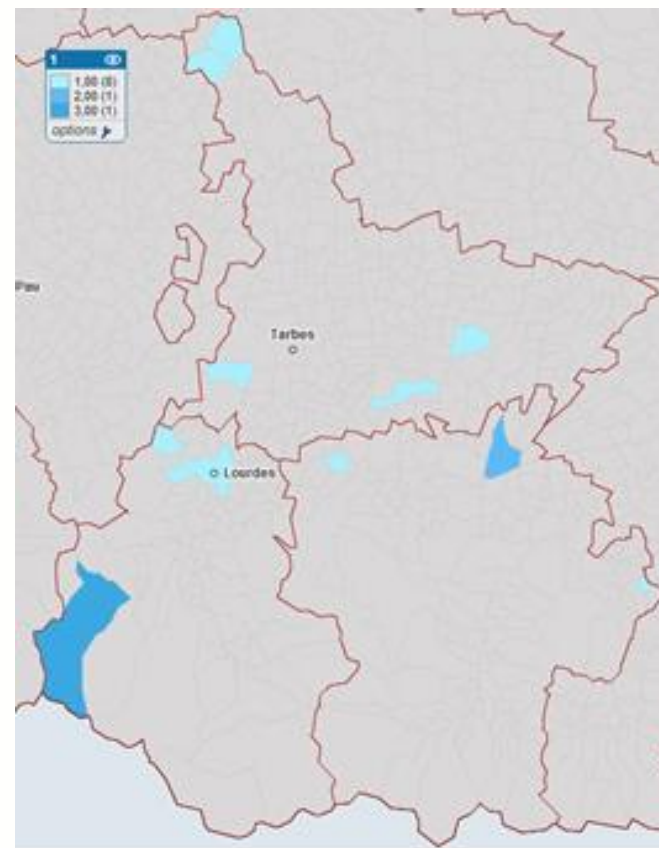 1
1,00 (8)
2,00 (1)
3,00 (1)
options
Pau
Tarbes
Lourdes